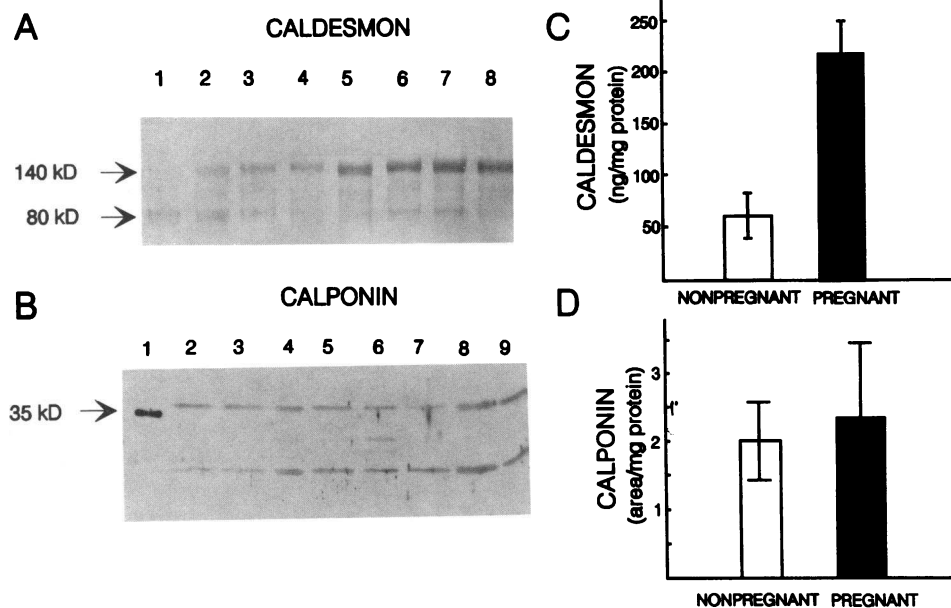 A
CALDESMON
1 2 3 4 5 6 7 8
140 kD
80 kD
B
CALPONIN
1 2 3 4 5 6 7 8 9
35 kD
C
CALDESMON
(ng/mg protein)
250
200
150
100
50
NONPREGNANT PREGNANT
D
CALPONIN
(area/mg protein)
3
2
1
NONPREGNANT PREGNANT